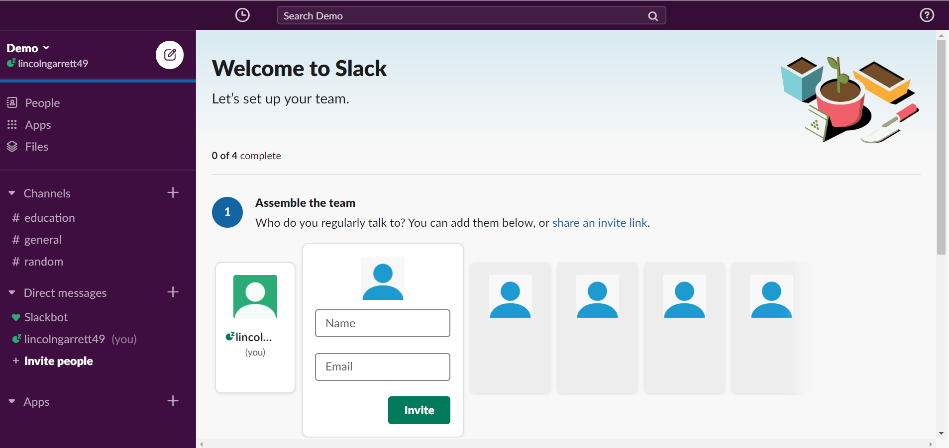 Search Demo
Demo
lincolngarrett49
People
Apps
Files
Channels
# education
# general
# random
Direct messages
Slackbot
lincolngarrett49 (you)
+ Invite people
Apps
Welcome to Slack
Let's set up your team.
0 of 4 complete
1
Assemble the team
Who do you regularly talk to? You can add them below, or share an invite link.
lincol...
(you)
Name
Email
Invite